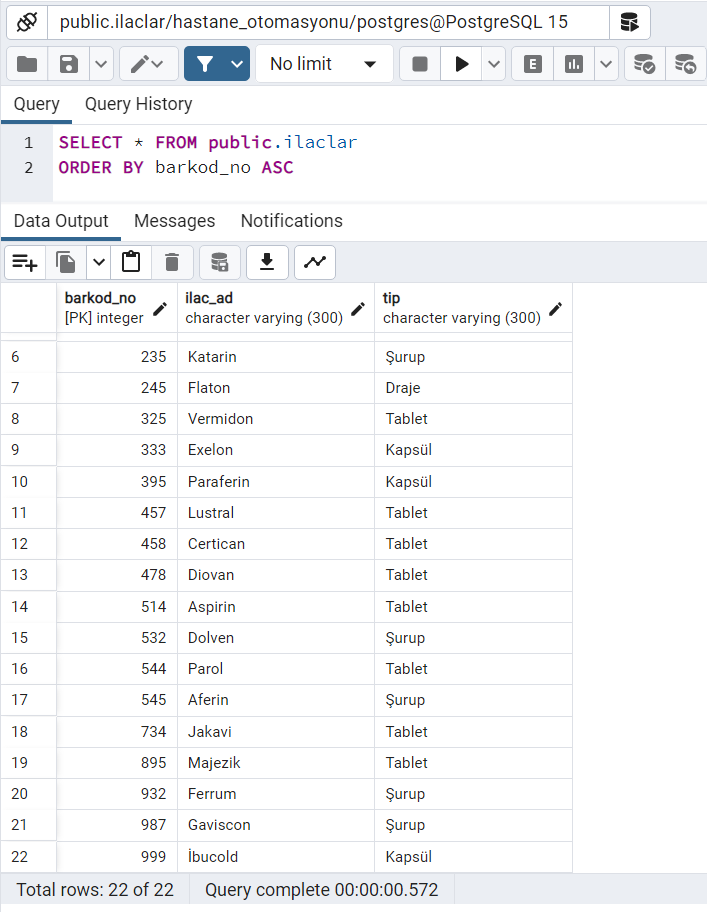 public.ilaclar/hastane_otomasyonu/postgres@PostgreSQL 15
No limit
E
Query Query History
1 SELECT * FROM public.ilaclar
2 ORDER BY barkod_no ASC
Data Output Messages Notifications
barkod_no ilac_ad tip
[PK] integer character varying (300) character varying (300)
6 235 Katarin Şurup
7 245 Flaton Draje
8 325 Vermidon Tablet
9 333 Exelon Kapsül
10 395 Paraferin Kapsül
11 457 Lustral Tablet
12 458 Certican Tablet
13 478 Diovan Tablet
14 514 Aspirin Tablet
15 532 Dolven Şurup
16 544 Parol Tablet
17 545 Aferin Şurup
18 734 Jakavi Tablet
19 895 Majezik Tablet
20 932 Ferrum Şurup
21 987 Gaviscon Şurup
22 999 İbucold Kapsül
Total rows: 22 of 22 Query complete 00:00:00.572